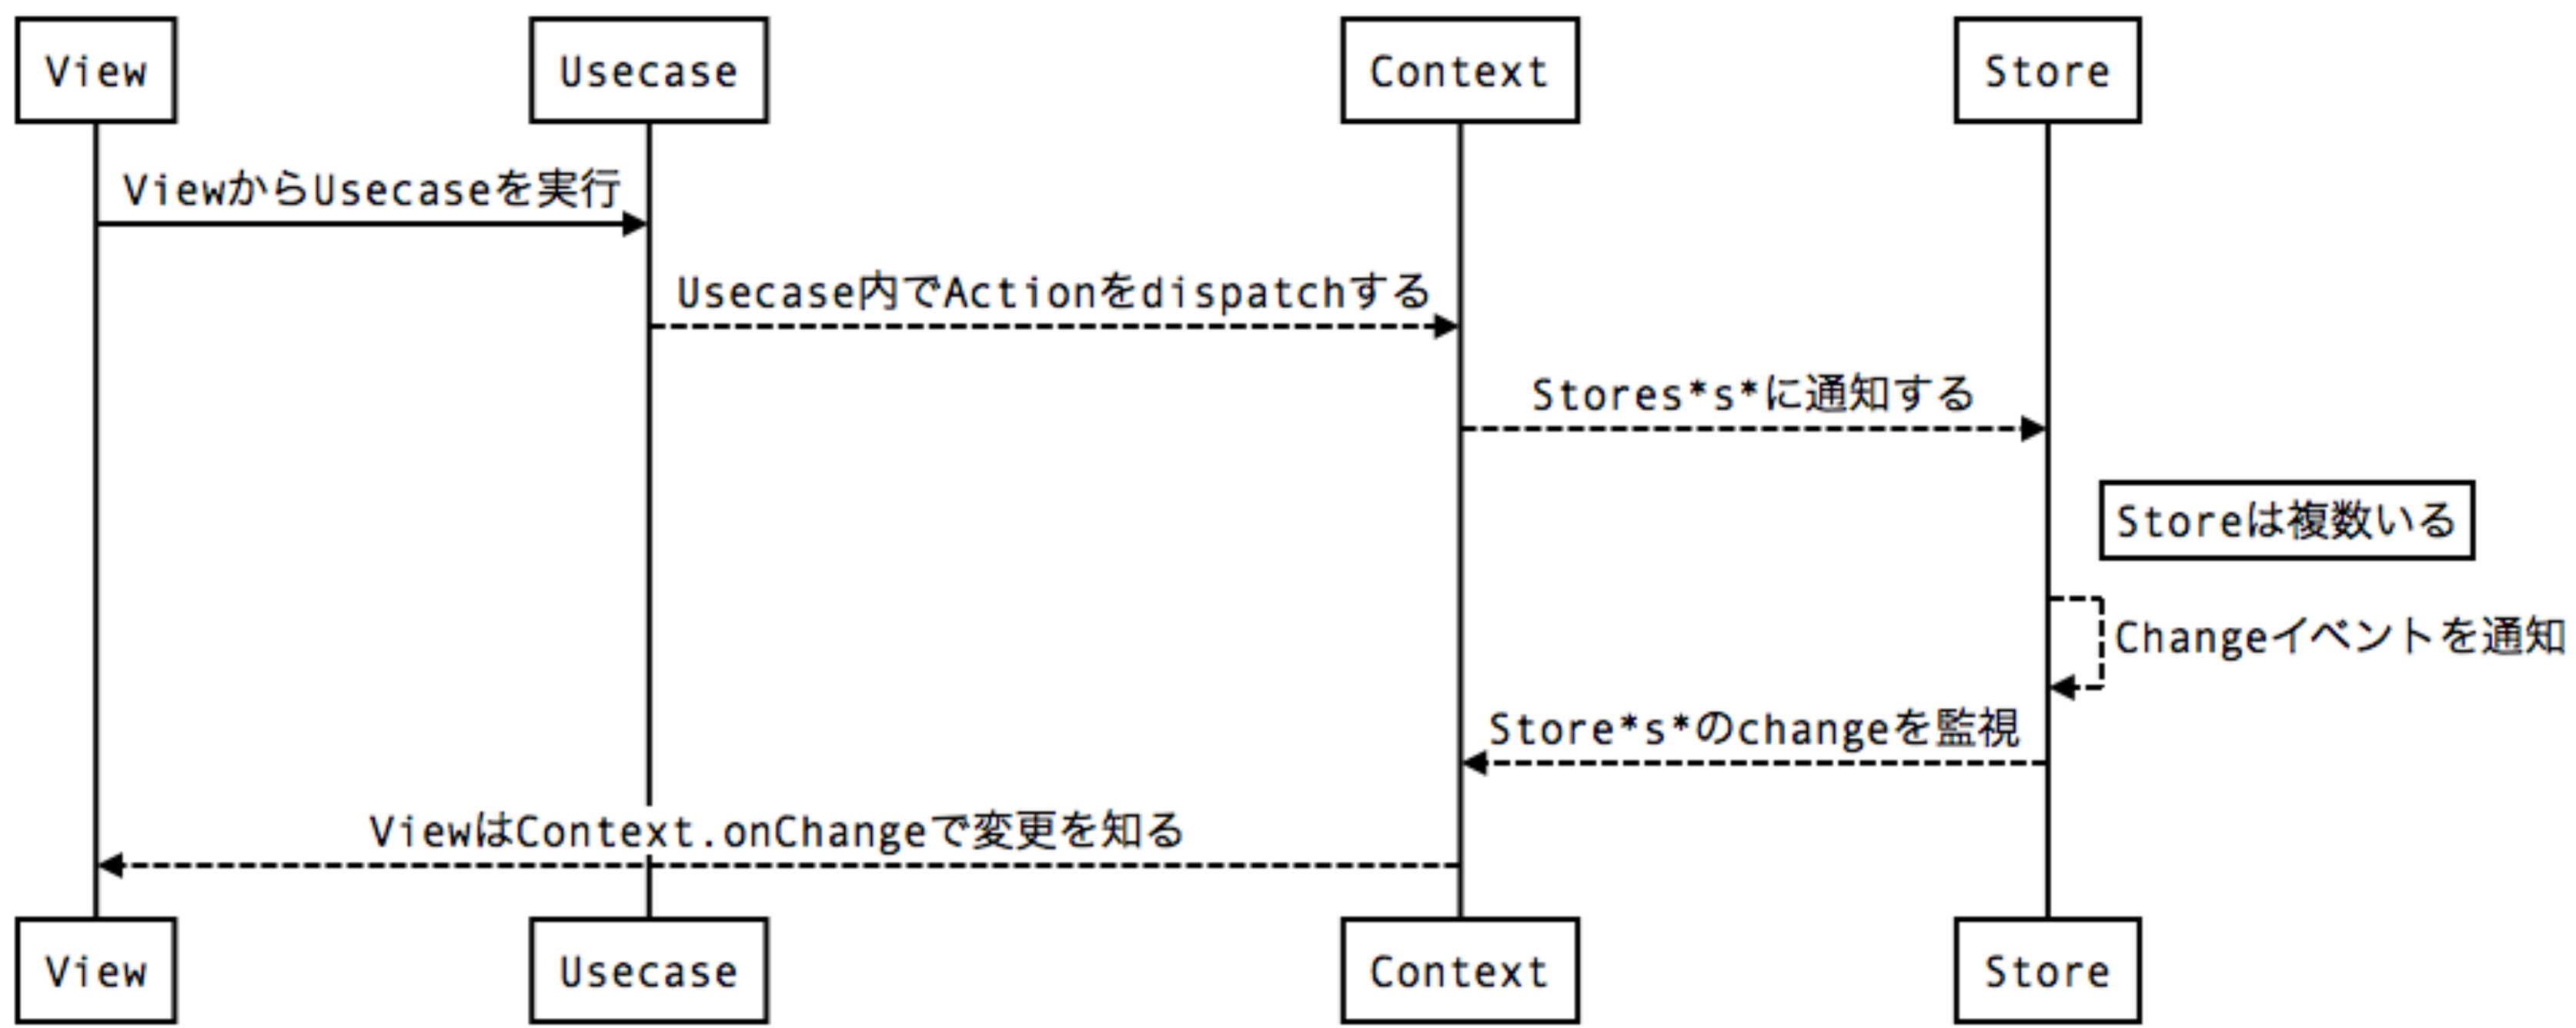 View
Usecase
Context
Store
ViewからUsecaseを実行
Usecase内でActionをdispatchする
Stores*s*に通知する
Storeは複数いる
Changeイベントを通知
Store*s*のchangeを監視
ViewはContext.onChangeで変更を知る
View
Usecase
Context
Store